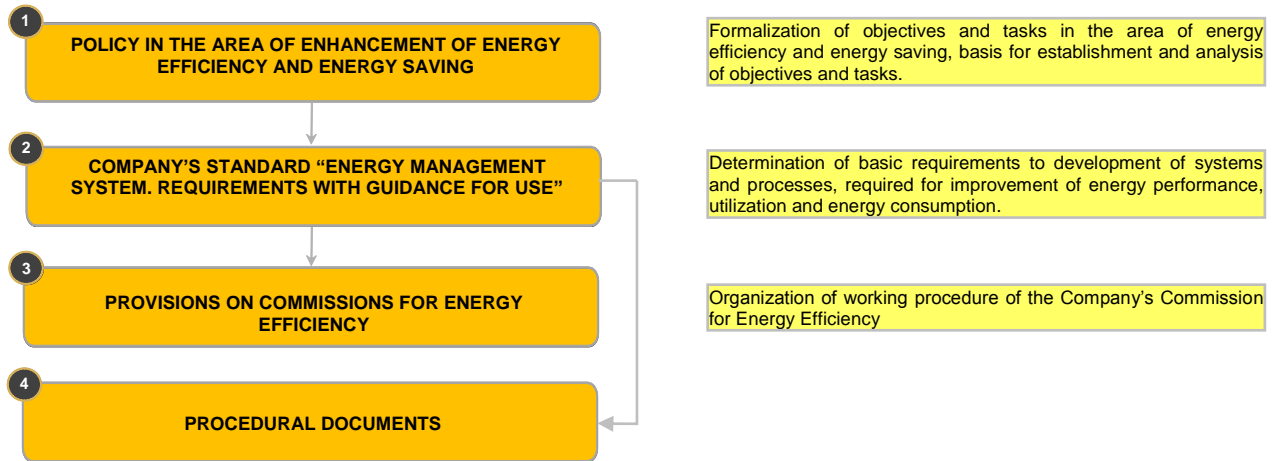 1
POLICY IN THE AREA OF ENHANCEMENT OF ENERGY
EFFICIENCY AND ENERGY SAVING
Formalization of objectives and tasks in the area of energy
efficiency and energy saving, basis for establishment and analysis
of objectives and tasks.
2
COMPANY’S STANDARD “ENERGY MANAGEMENT
SYSTEM. REQUIREMENTS WITH GUIDANCE FOR USE”
Determination of basic requirements to development of systems
and processes, required for improvement of energy performance,
utilization and energy consumption.
3
PROVISIONS ON COMMISSIONS FOR ENERGY
EFFICIENCY
Organization of working procedure of the Company’s Commission
for Energy Efficiency
4
PROCEDURAL DOCUMENTS